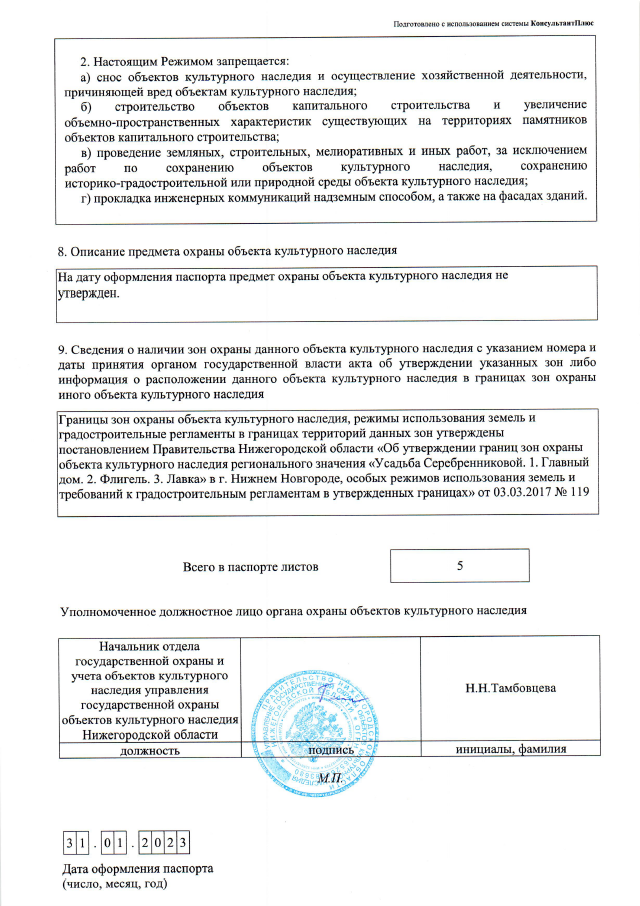 Подготовлено с использованием системы КонсультантПлюс
2. Настоящим Режимом запрещается:
а) снос объектов культурного наследия и осуществление хозяйственной деятельности,
причиняющей вред объектам культурного наследия;
б) строительство объектов капитального строительства и увеличение
объемно-пространственных характеристик существующих на территориях памятников
объектов капитального строительства;
в) проведение земляных, строительных, мелиоративных и иных работ, за исключением
работ по сохранению объектов культурного наследия, сохранению
историко-градостроительной или природной среды объекта культурного наследия;
г) прокладка инженерных коммуникаций надземным способом, а также на фасадах зданий.
8. Описание предмета охраны объекта культурного наследия
На дату оформления паспорта предмет охраны объекта культурного наследия не
утвержден.
9. Сведения о наличии зон охраны данного объекта культурного наследия с указанием номера и
даты принятия органом государственной власти акта об утверждении указанных зон либо
информация о расположении данного объекта культурного наследия в границах зон охраны
иного объекта культурного наследия
Границы зон охраны объекта культурного наследия, режимы использования земель и
градостроительные регламенты в границах территорий данных зон утверждены
постановлением Правительства Нижегородской области «Об утверждении границ зон охраны
объекта культурного наследия регионального значения «Усадьба Серебренниковой. 1. Главный
дом. 2. Флигель. 3. Лавка» в г. Нижнем Новгороде, особых режимов использования земель и
требований к градостроительным регламентам в утвержденных границах» от 03.03.2017 № 119
Всего в паспорте листов
5
Уполномоченное должностное лицо органа охраны объектов культурного наследия
Начальник отдела
государственной охраны и
учета объектов культурного
наследия управления
государственной охраны
объектов культурного наследия
Нижегородской области
Н.Н.Тамбовцева
должность
подпись
инициалы, фамилия
М.П.
31.01.2023
Дата оформления паспорта
(число, месяц, год)